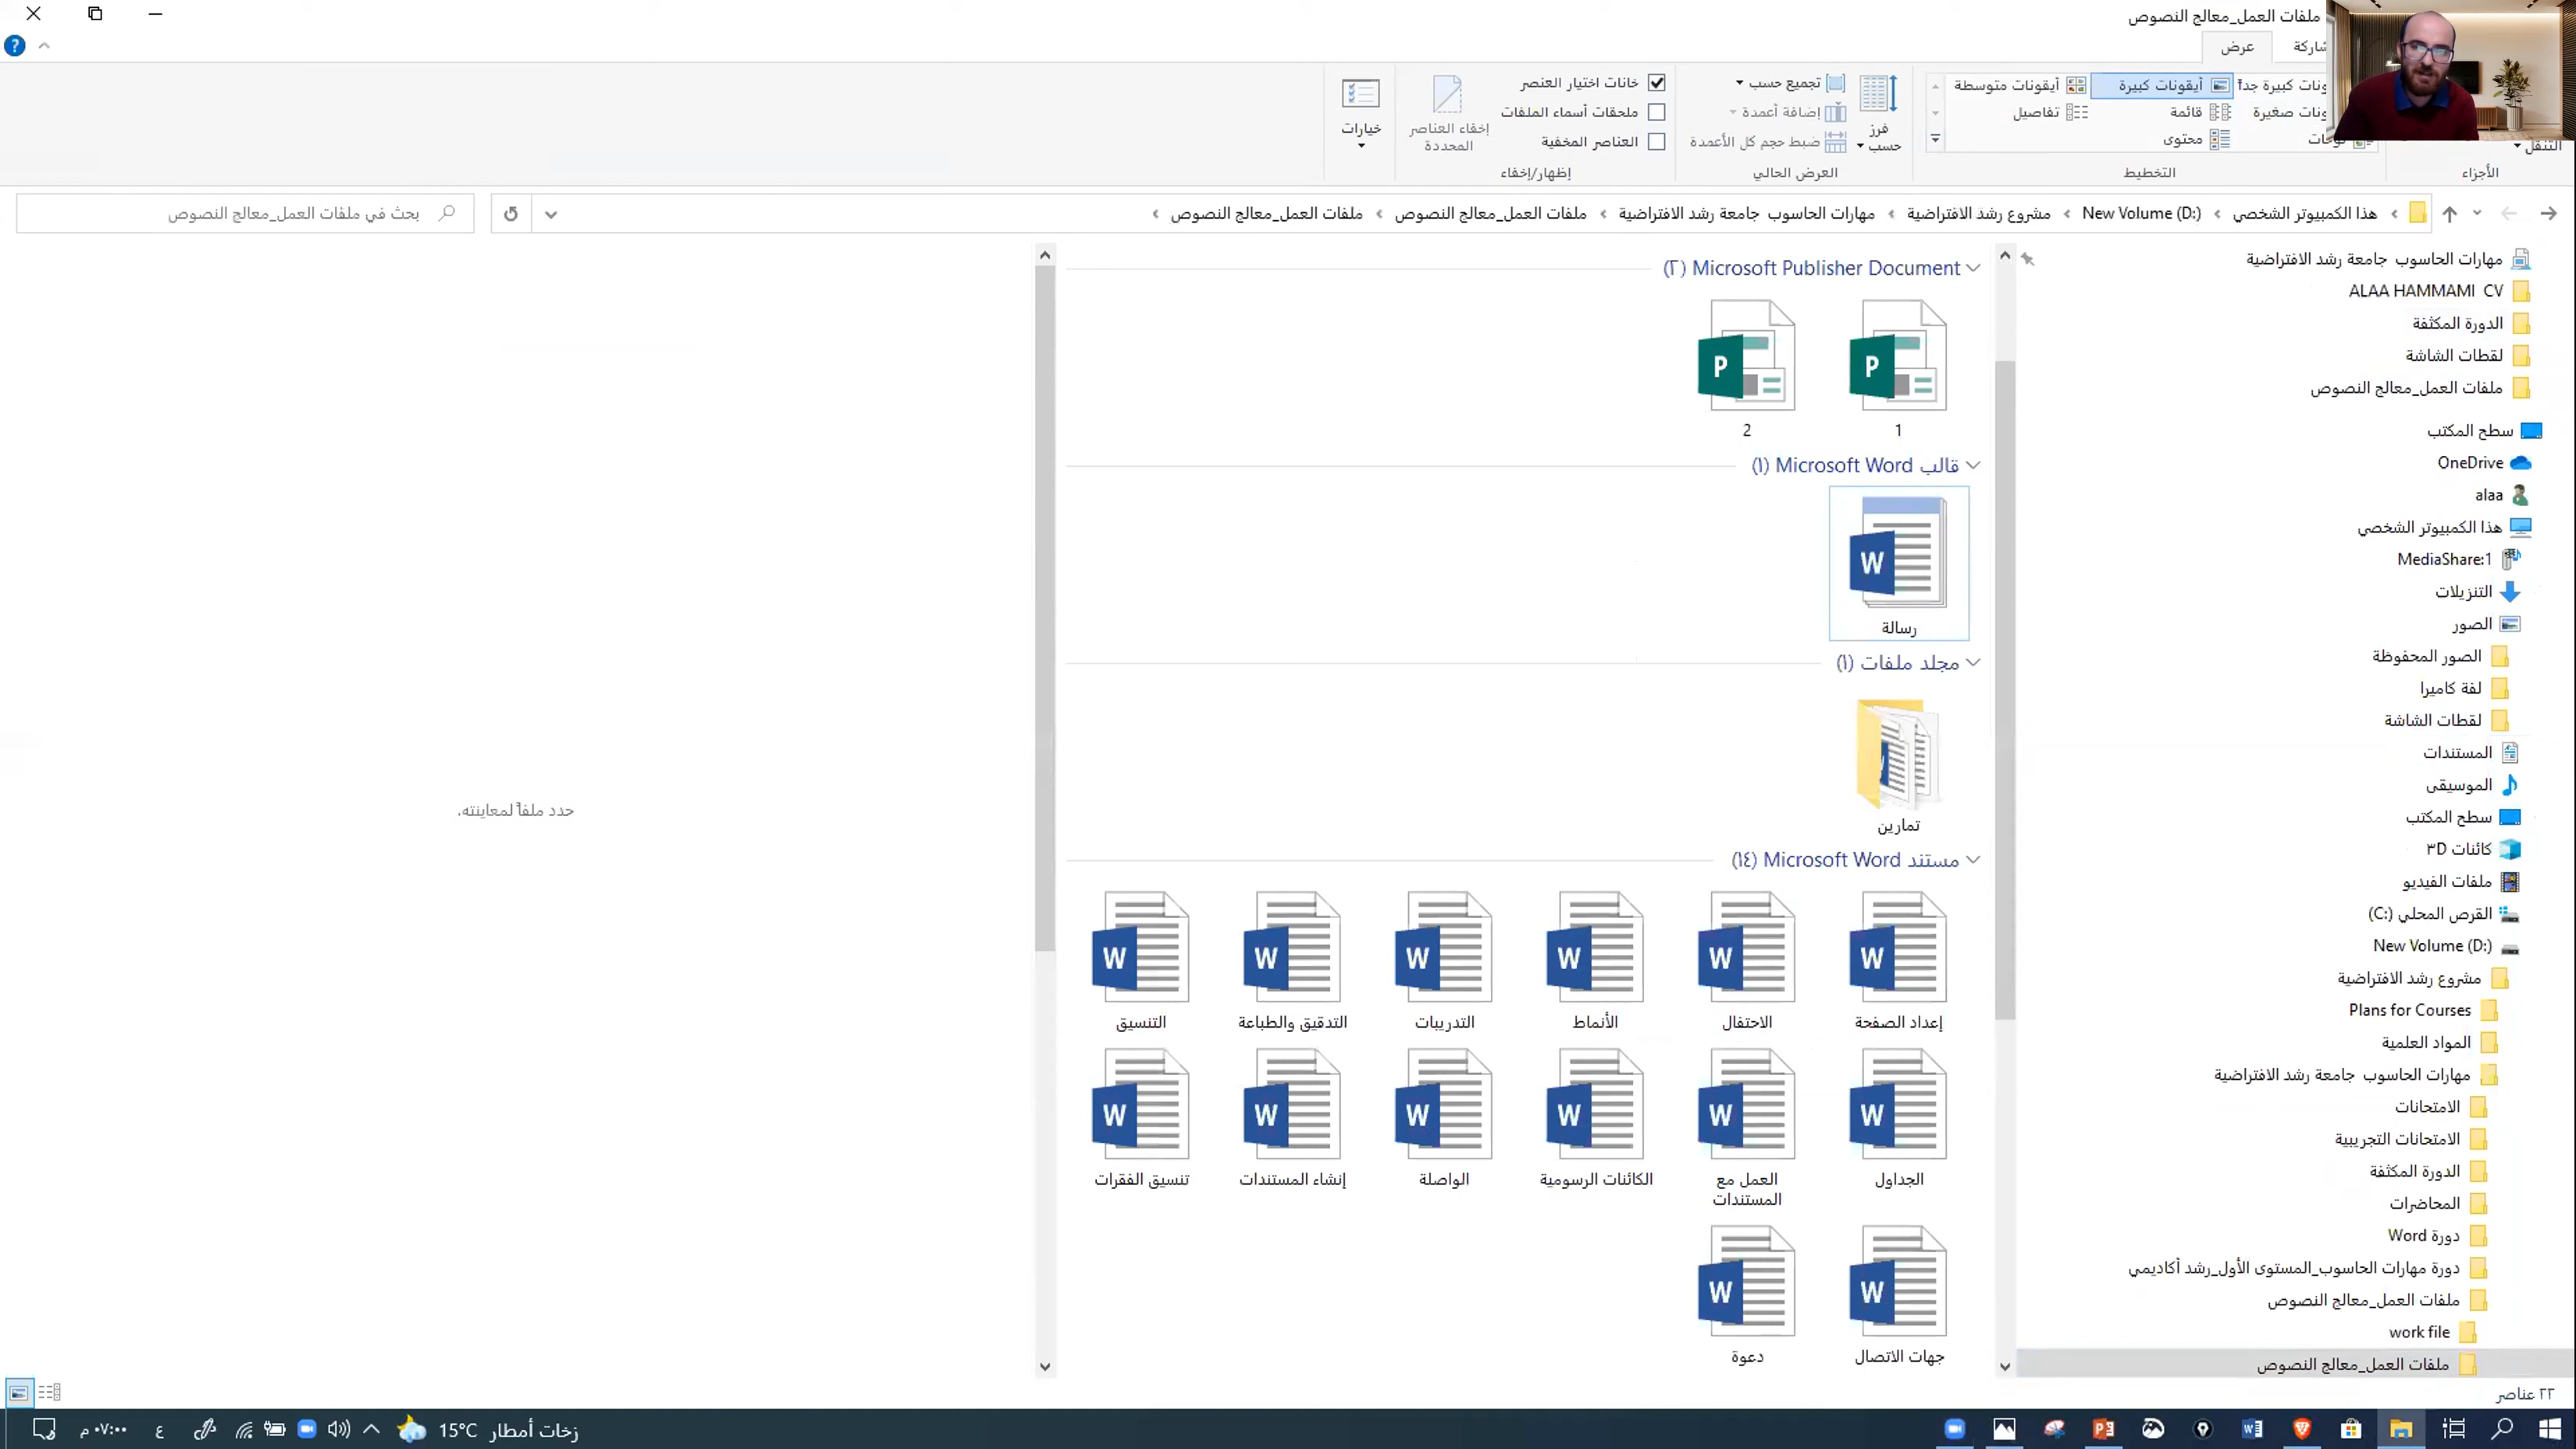 ملفات العمل_معالج النصوص
عرض
أيقونات كبيرة
أيقونات متوسطة
قائمة
تفاصيل
محتوى
التخطيط
الأجزاء
فرز
حسب
تجميع حسب
إضافة أعمدة
ضبط حجم كل الأعمدة
العرض الحالي
خانات اختيار العنصر
ملحقات أسماء الملفات
العناصر المخفية
إخفاء العناصر
المحددة
إظهار/إخفاء
خيارات
هذا الكمبيوتر الشخصي › New Volume (D:) › مشروع رشد الافتراضية › مهارات الحاسوب جامعة رشد الافتراضية › ملفات العمل_معالج النصوص › ملفات العمل_معالج النصوص ›
بحث في ملفات العمل_معالج النصوص
مهارات الحاسوب جامعة رشد الافتراضية
ALAA HAMMAMI CV
الدورة المكثفة
لقطات الشاشة
ملفات العمل_معالج النصوص
سطح المكتب
OneDrive
alaa
هذا الكمبيوتر الشخصي
MediaShare:1
التنزيلات
الصور
الصور المحفوظة
لفة كاميرا
لقطات الشاشة
المستندات
الموسيقى
سطح المكتب
كائنات ٣D
ملفات الفيديو
القرص المحلي (C:)
New Volume (D:)
مشروع رشد الافتراضية
Plans for Courses
المواد العلمية
مهارات الحاسوب جامعة رشد الافتراضية
الامتحانات
الامتحانات التجريبية
الدورة المكثفة
المحاضرات
دورة Word
دورة مهارات الحاسوب_المستوى الأول_رشد أكاديمي
ملفات العمل_معالج النصوص
work file
ملفات العمل_معالج النصوص
Microsoft Publisher Document (٢)
1
2
قالب Microsoft Word (١)
رسالة
مجلد ملفات (١)
تمارين
مستند Microsoft Word (١٤)
إعداد الصفحة
الاحتفال
الأنماط
التدريبات
التدقيق والطباعة
التنسيق
الجداول
العمل مع
المستندات
الكائنات الرسومية
الواصلة
إنشاء المستندات
تنسيق الفقرات
جهات الاتصال
دعوة
حدد ملفاً لمعاينته.
٢٢ عناصر
زخات أمطار 15°C
ع
٠٧:٠٠ م